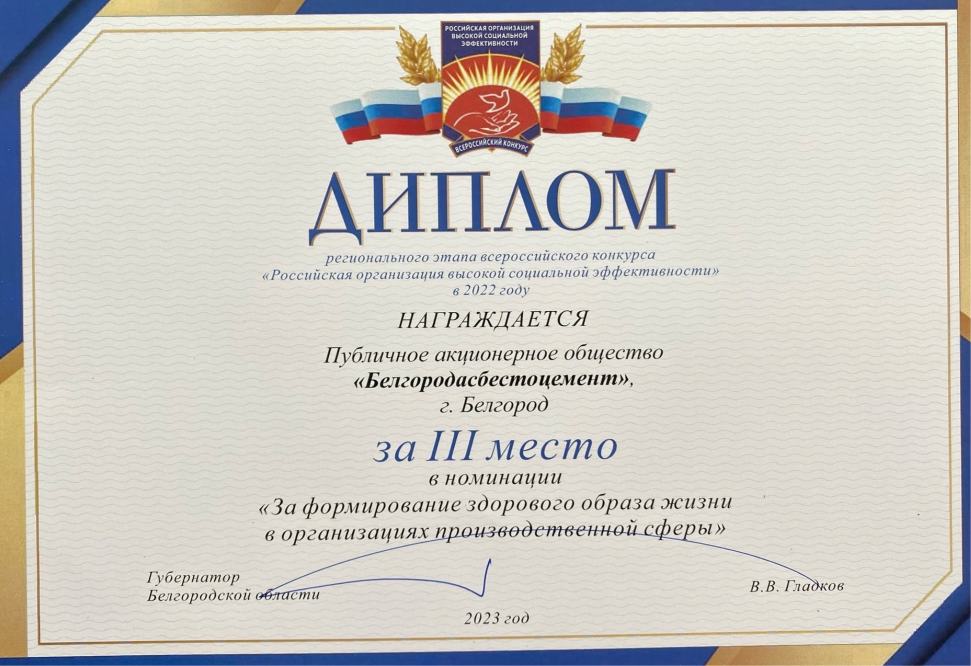 РОССИЙСКАЯ ОРГАНИЗАЦИЯ
ВЫСОКОЙ СОЦИАЛЬНОЙ
ЭФФЕКТИВНОСТИ
ВСЕРОССИЙСКИЙ КОНКУРС
ДИПЛОМ
регионального этапа всероссийского конкурса
«Российская организация высокой социальной эффективности»
в 2022 году
НАГРАЖДАЕТСЯ
Публичное акционерное общество
«Белгородасбестоцемент»,
г. Белгород
за III место
в номинации
«За формирование здорового образа жизни
в организациях производственной сферы»
Губернатор
Белгородской области
В.В. Гладков
2023 год